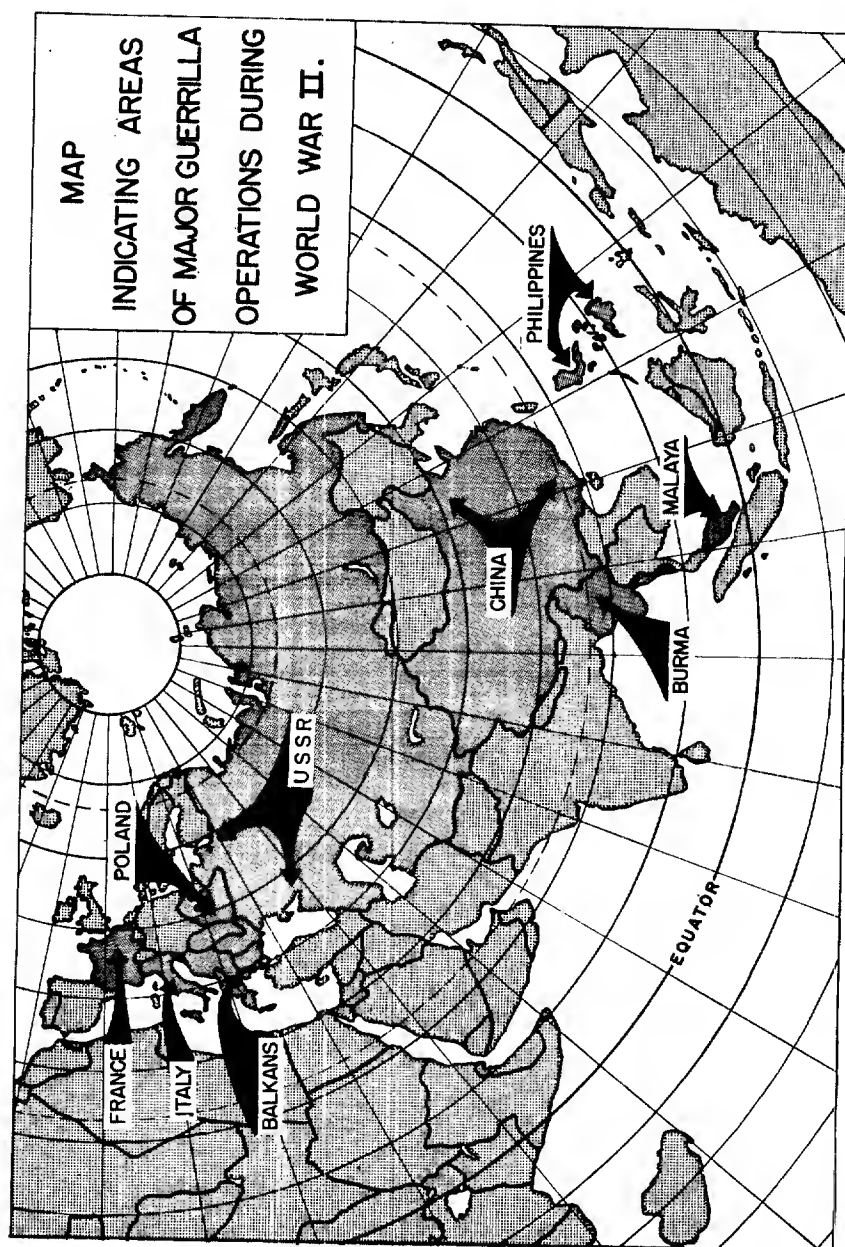 MAP
INDICATING AREAS
OF MAJOR GUERRILLA
OPERATIONS DURING
WORLD WAR II.
POLAND
USSR
FRANCE
ITALY
BALKANS
CHINA
BURMA
MALAYA
PHILIPPINES
EQUATOR